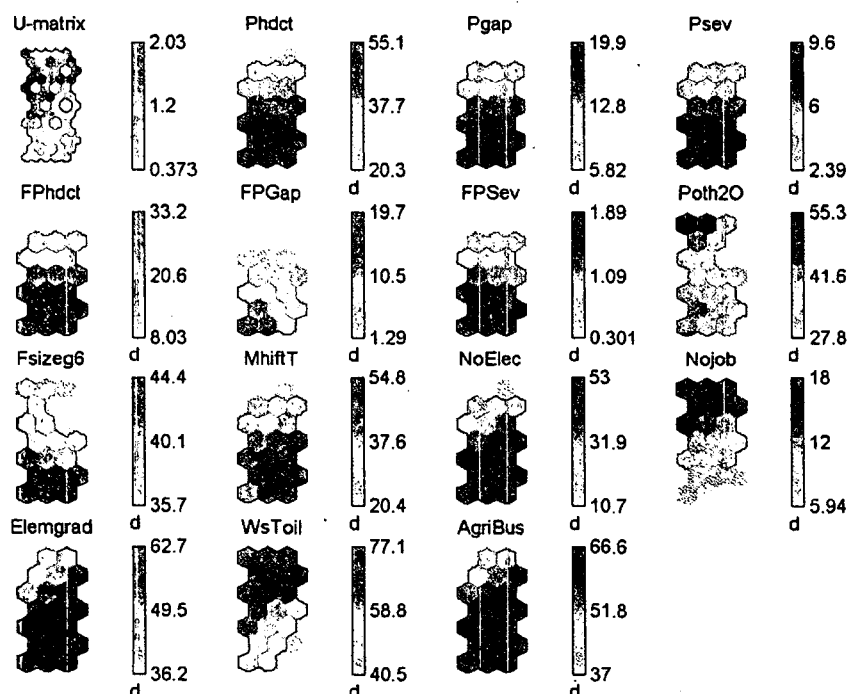 U-matrix Phdct Pgap Psev
2.03 55.1 19.9 9.6
1.2 37.7 12.8 6
0.373 20.3 5.82 2.39
d d d
FPhdct FPGap FPSev Poth2O
33.2 19.7 1.89 55.3
20.6 10.5 1.09 41.6
8.03 1.29 0.301 27.8
d d d d
Fsizeg6 MhiftT NoElec Nojob
44.4 54.8 53 18
40.1 37.6 31.9 12
35.7 20.4 10.7 5.94
d d d d
Elemgrad WsToil AgriBus
62.7 77.1 66.6
49.5 58.8 51.8
36.2 40.5 37
d d d